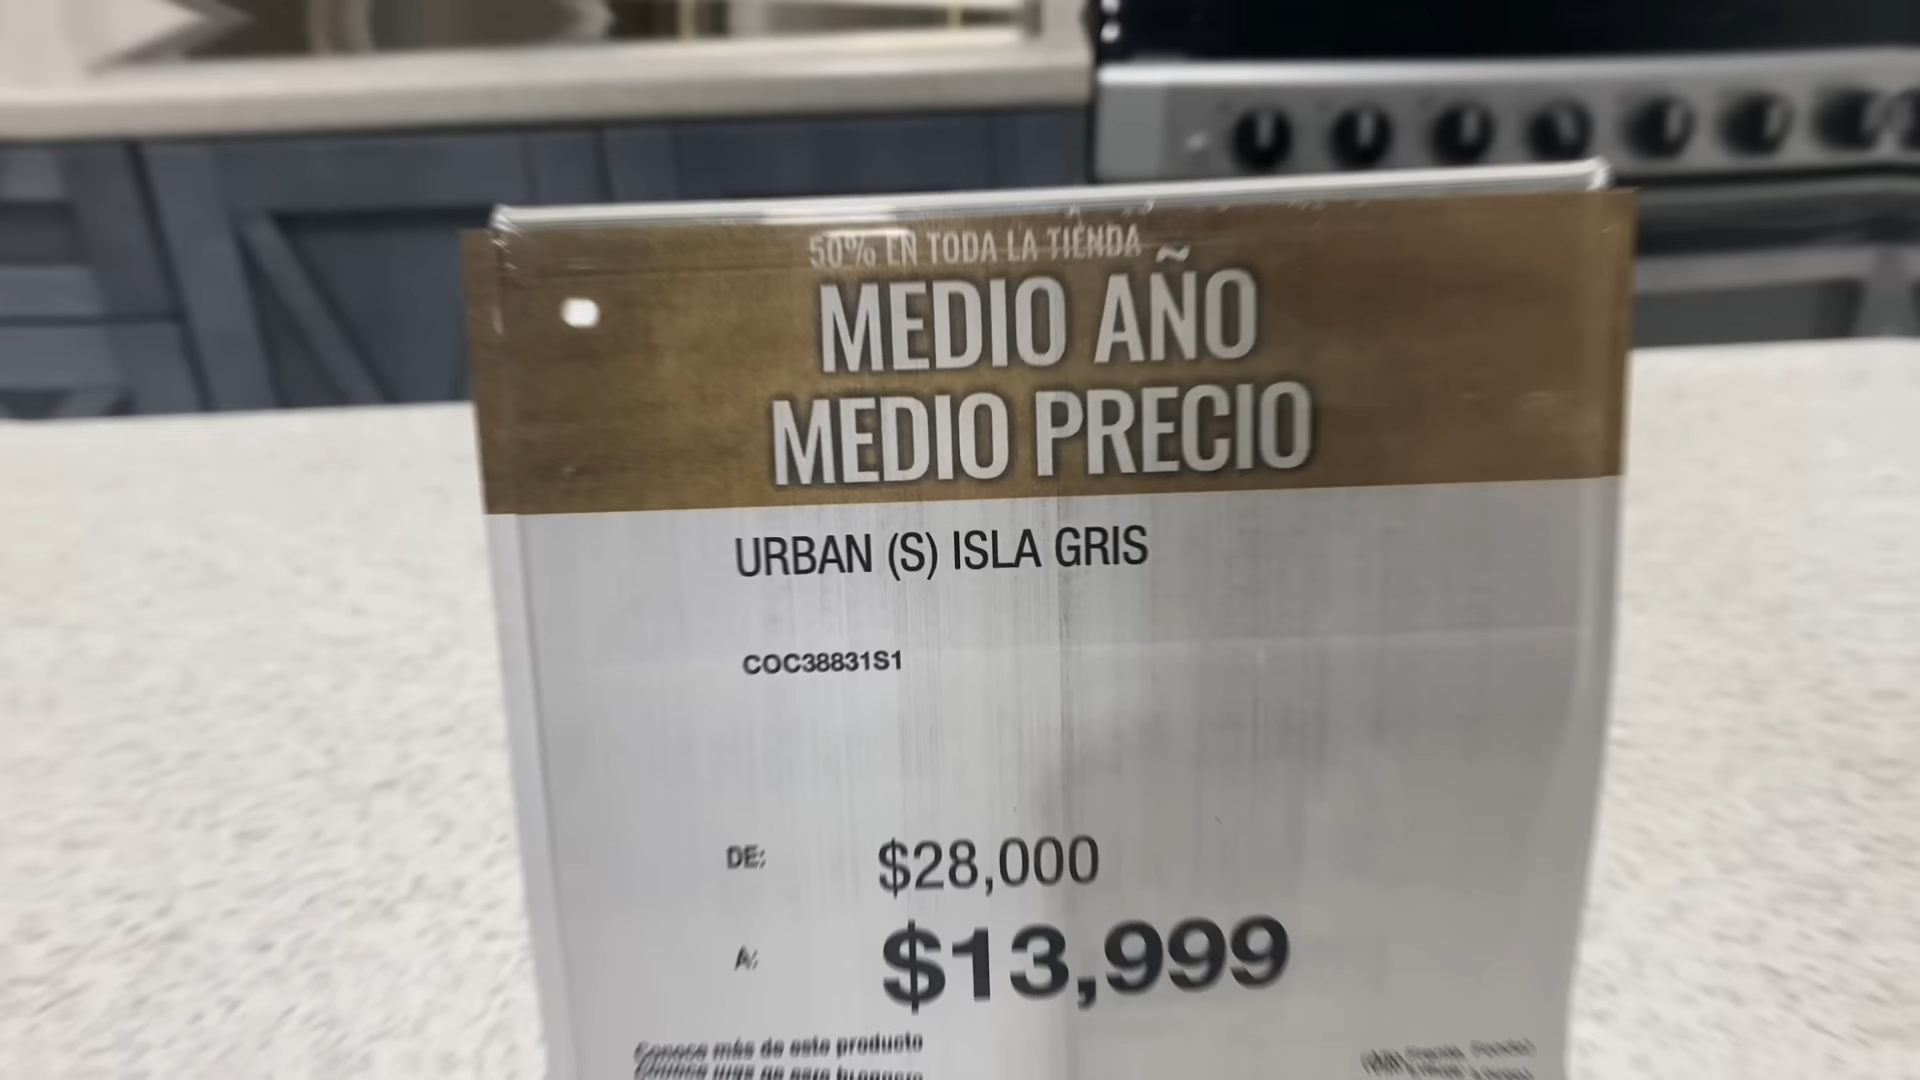 50% EN TODA LA TIENDA
MEDIO AÑO
MEDIO PRECIO
URBAN (S) ISLA GRIS
COC38831S1
DE: $28,000
A: $13,999
Conoce más de este producto